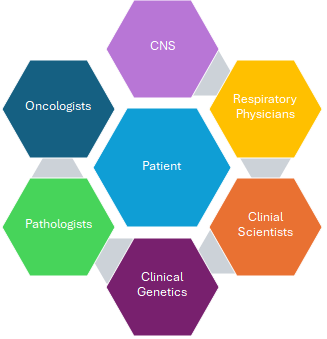 CNS
Oncologists
Respiratory
Physicians
Patient
Pathologists
Clinial
Scientists
Clinical
Genetics